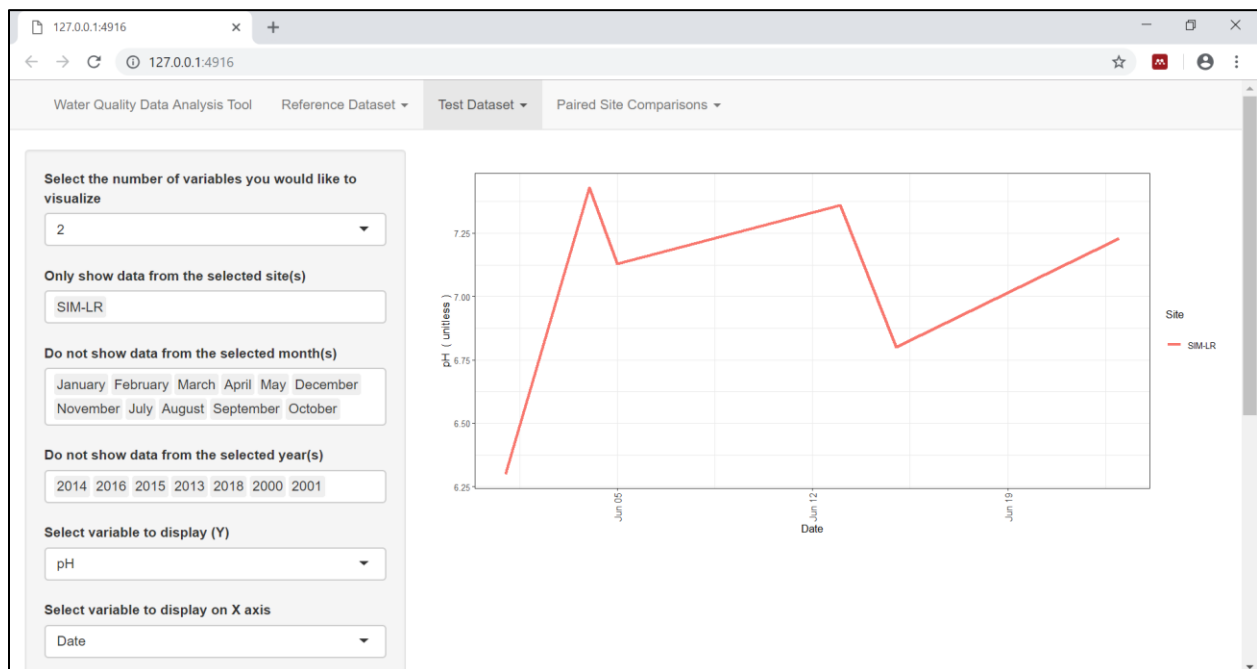 127.0.0.1:4916
127.0.0.1:4916
Water Quality Data Analysis Tool Reference Dataset Test Dataset Paired Site Comparisons
Select the number of variables you would like to
visualize
2
Only show data from the selected site(s)
SIM-LR
Do not show data from the selected month(s)
January February March April May December
November July August September October
Do not show data from the selected year(s)
2014 2016 2015 2013 2018 2000 2001
Select variable to display (Y)
pH
Select variable to display on X axis
Date
7.25
7.00
6.75
6.50
6.25
pH ( unitless )
Jun 05
Jun 12
Jun 19
Date
Site
SIM-LR